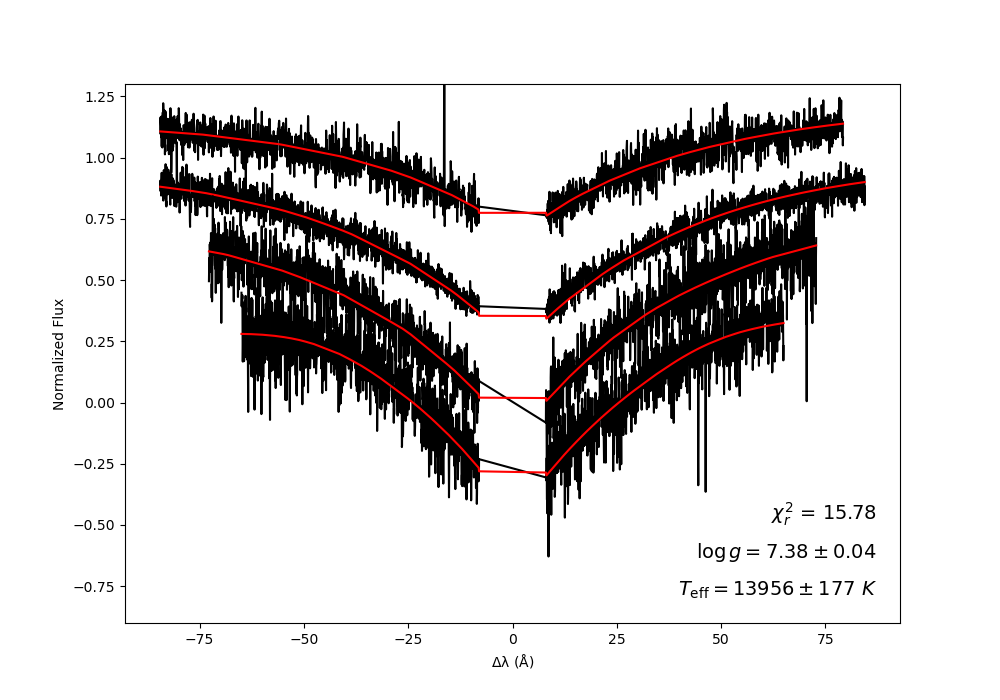 1.25
1.00
0.75
0.50
0.25
0.00
−0.25
−0.50
−0.75
Normalized Flux
χ²ᵣ = 15.78
log g = 7.38 ± 0.04
T_eff = 13956 ± 177 K
−75 −50 −25 0 25 50 75
Δλ (Å)